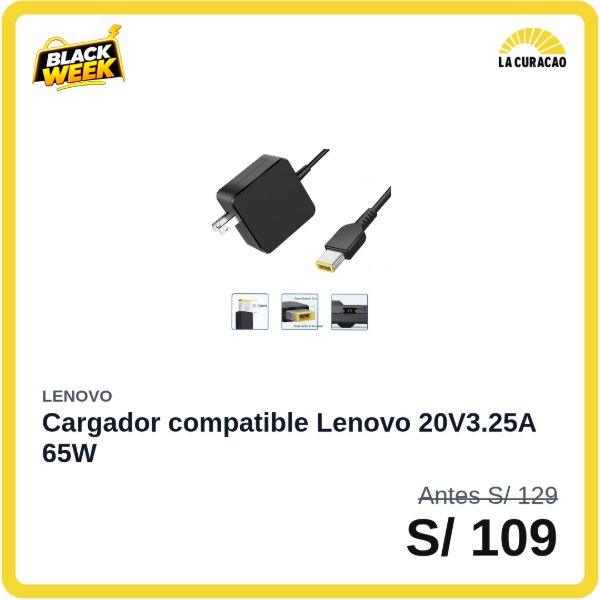 BLACK
WEEK
LA CURACAO
LENOVO
Cargador compatible Lenovo 20V3.25A
65W
Antes S/ 129
S/ 109